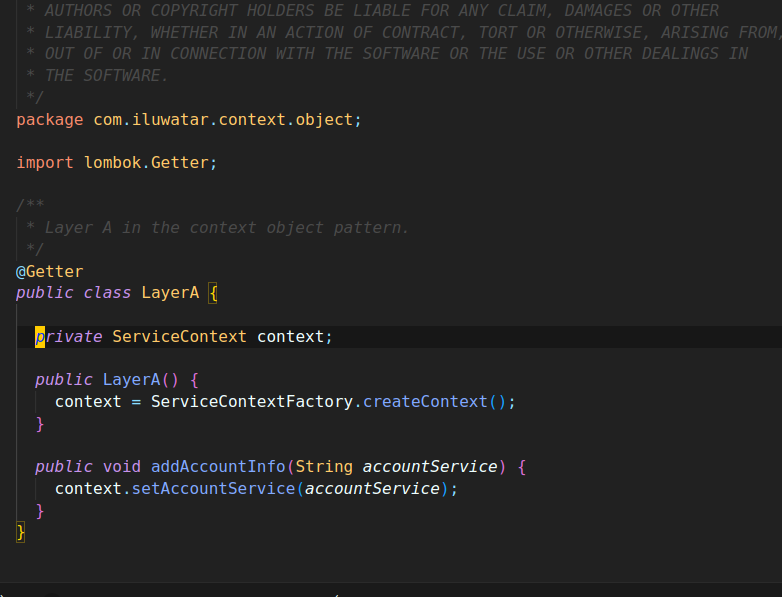 * AUTHORS OR COPYRIGHT HOLDERS BE LIABLE FOR ANY CLAIM, DAMAGES OR OTHER
* LIABILITY, WHETHER IN AN ACTION OF CONTRACT, TORT OR OTHERWISE, ARISING FROM,
* OUT OF OR IN CONNECTION WITH THE SOFTWARE OR THE USE OR OTHER DEALINGS IN
* THE SOFTWARE.
*/
package com.iluwatar.context.object;
import lombok.Getter;
/**
* Layer A in the context object pattern.
*/
@Getter
public class LayerA {
private ServiceContext context;
public LayerA() {
context = ServiceContextFactory.createContext();
}
public void addAccountInfo(String accountService) {
context.setAccountService(accountService);
}
}